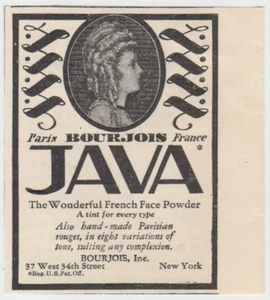 Paris BOURJOIS France
JAVA*
The Wonderful French Face Powder
A tint for every type
Also hand-made Parisian
rouges, in eight variations of
tone, suiting any complexion.
BOURJOIS, Inc.
37 West 34th Street New York
*Reg. U.S. Pat. Off.